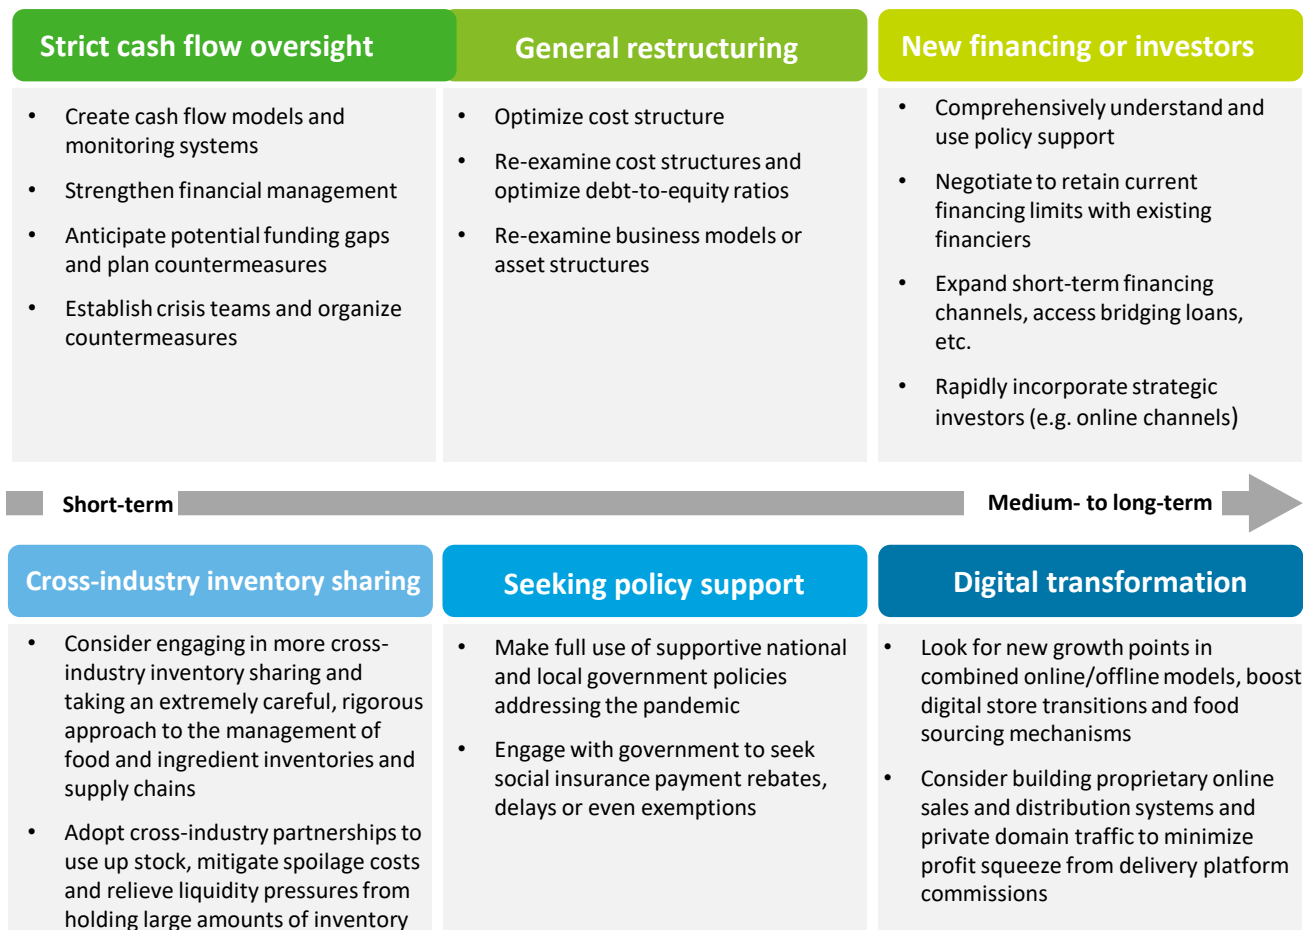 Strict cash flow oversight
• Create cash flow models and
monitoring systems
• Strengthen financial management
• Anticipate potential funding gaps
and plan countermeasures
• Establish crisis teams and organize
countermeasures
General restructuring
• Optimize cost structure
• Re-examine cost structures and
optimize debt-to-equity ratios
• Re-examine business models or
asset structures
New financing or investors
• Comprehensively understand and
use policy support
• Negotiate to retain current
financing limits with existing
financiers
• Expand short-term financing
channels, access bridging loans,
etc.
• Rapidly incorporate strategic
investors (e.g. online channels)
Short-term
Medium- to long-term
Cross-industry inventory sharing
• Consider engaging in more cross-
industry inventory sharing and
taking an extremely careful, rigorous
approach to the management of
food and ingredient inventories and
supply chains
• Adopt cross-industry partnerships to
use up stock, mitigate spoilage costs
and relieve liquidity pressures from
holding large amounts of inventory
Seeking policy support
• Make full use of supportive national
and local government policies
addressing the pandemic
• Engage with government to seek
social insurance payment rebates,
delays or even exemptions
Digital transformation
• Look for new growth points in
combined online/offline models, boost
digital store transitions and food
sourcing mechanisms
• Consider building proprietary online
sales and distribution systems and
private domain traffic to minimize
profit squeeze from delivery platform
commissions